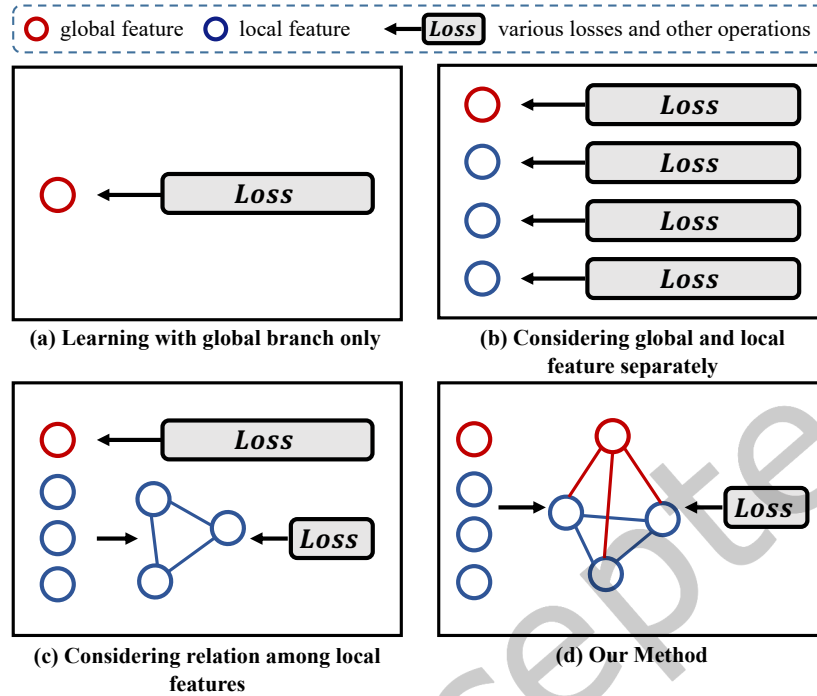 global feature local feature Loss various losses and other operations
Loss
Loss
Loss
Loss
Loss
(a) Learning with global branch only
(b) Considering global and local
feature separately
Loss
Loss
Loss
(c) Considering relation among local
features
(d) Our Method